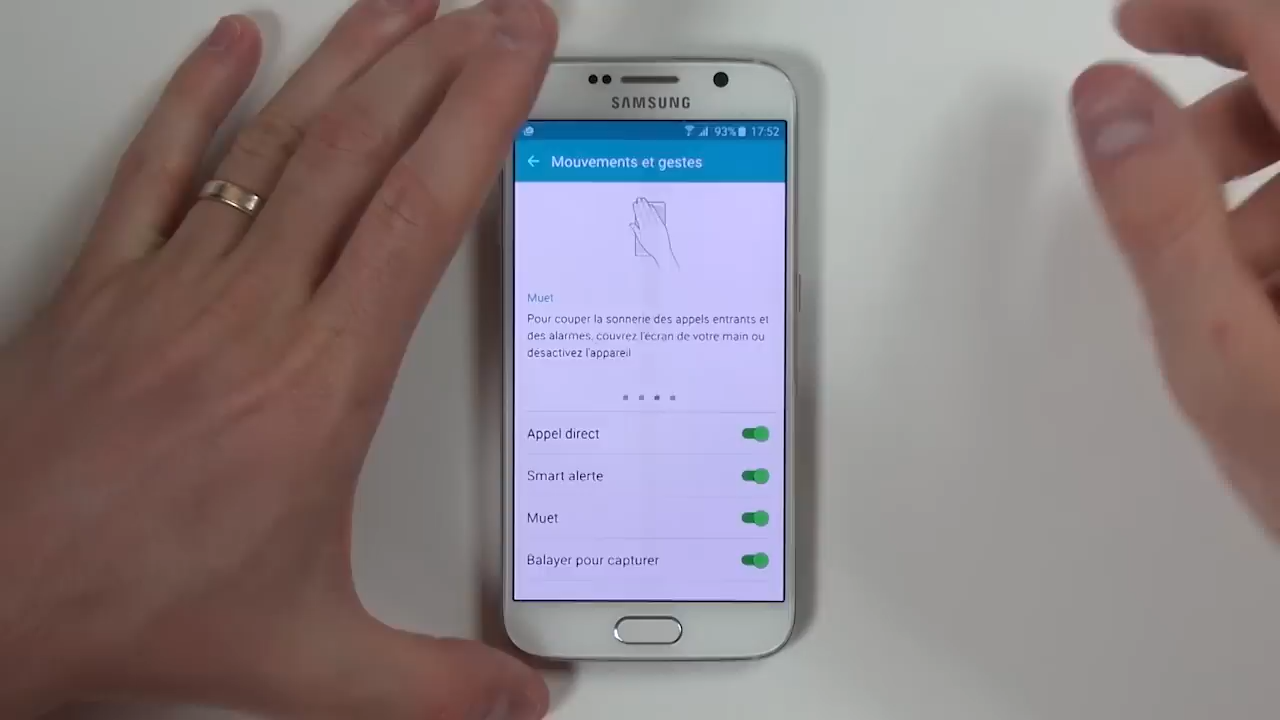 SAMSUNG
93% 17:52
Mouvements et gestes
Muet
Pour couper la sonnerie des appels entrants et
des alarmes, couvrez l'écran de votre main ou
désactivez l'appareil
Appel direct
Smart alerte
Muet
Balayer pour capturer